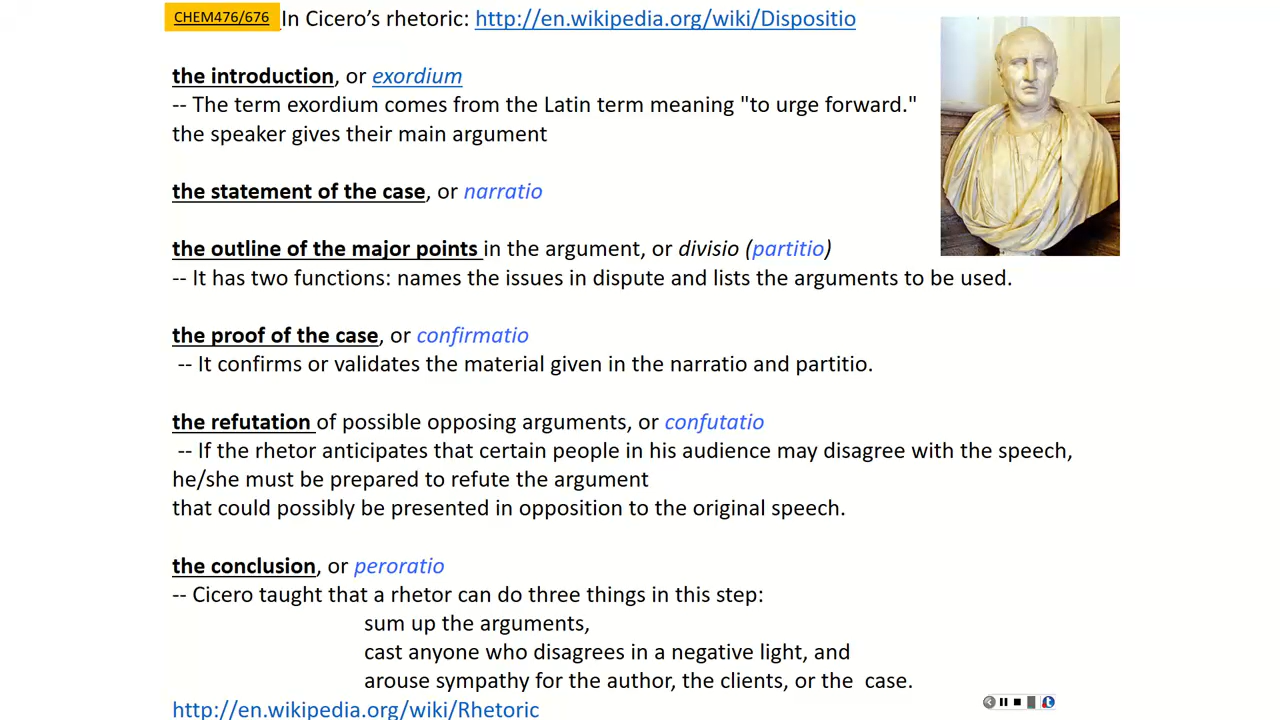 CHEM476/676 In Cicero’s rhetoric: http://en.wikipedia.org/wiki/Dispositio
the introduction, or exordium
-- The term exordium comes from the Latin term meaning "to urge forward."
the speaker gives their main argument
the statement of the case, or narratio
the outline of the major points in the argument, or divisio (partitio)
-- It has two functions: names the issues in dispute and lists the arguments to be used.
the proof of the case, or confirmatio
-- It confirms or validates the material given in the narratio and partitio.
the refutation of possible opposing arguments, or confutatio
-- If the rhetor anticipates that certain people in his audience may disagree with the speech,
he/she must be prepared to refute the argument
that could possibly be presented in opposition to the original speech.
the conclusion, or peroratio
-- Cicero taught that a rhetor can do three things in this step:
sum up the arguments,
cast anyone who disagrees in a negative light, and
arouse sympathy for the author, the clients, or the case.
http://en.wikipedia.org/wiki/Rhetoric